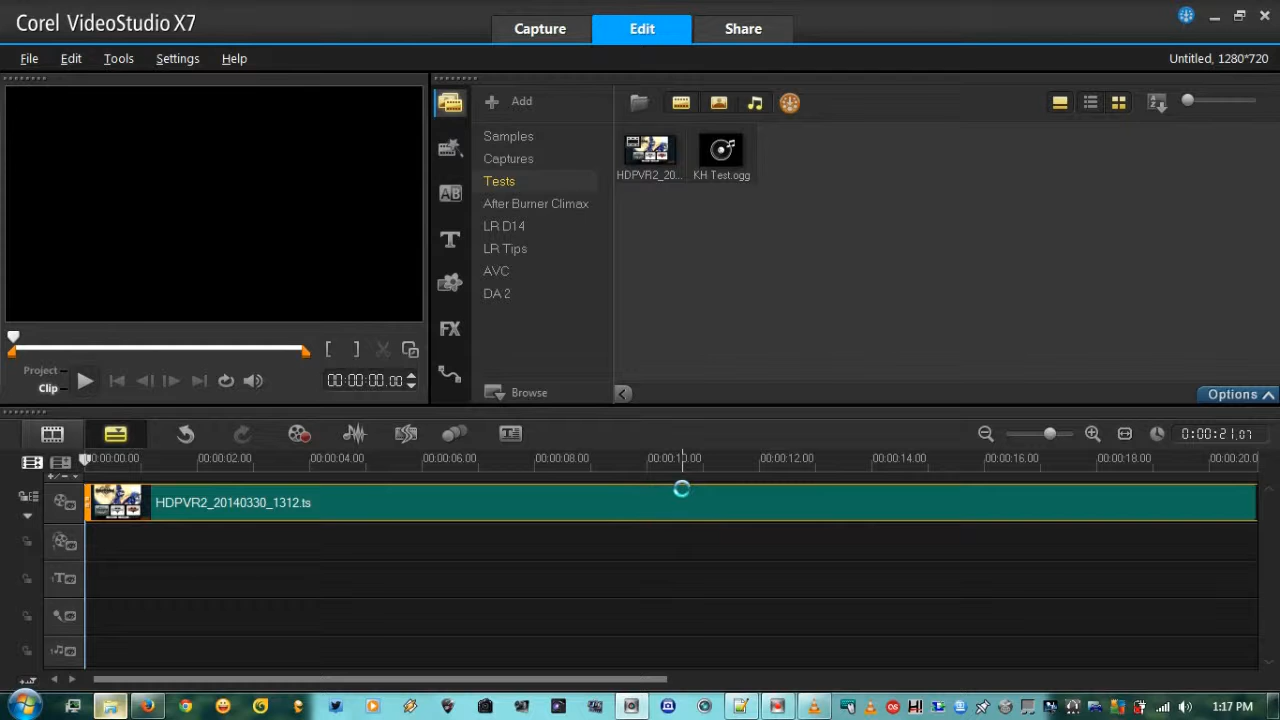 Corel VideoStudio X7
Capture
Edit
Share
File
Edit
Tools
Settings
Help
Untitled, 1280*720
Add
Samples
Captures
Tests
After Burner Climax
LR D14
LR Tips
AVC
DA 2
Browse
HDPVR2_20...
KH Test.ogg
Options
Project
Clip
00:00:00.00
0:00:21.07
00:00:00.00
00:00:02.00
00:00:04.00
00:00:06.00
00:00:08.00
00:00:10.00
00:00:12.00
00:00:14.00
00:00:16.00
00:00:18.00
00:00:20.0
HDPVR2_20140330_1312.ts
1:17 PM